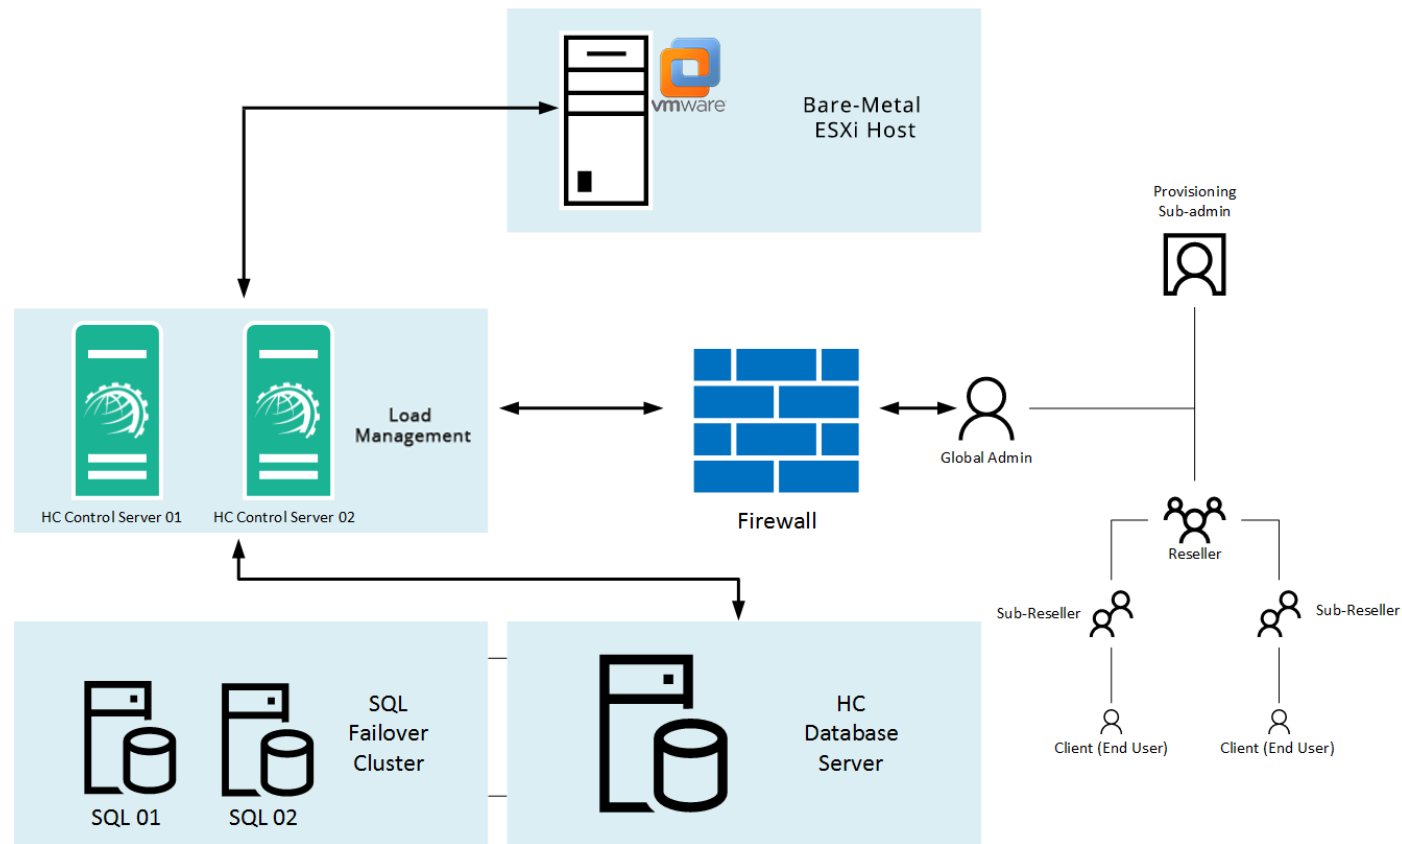 vmware
Bare-Metal
ESXi Host
Provisioning
Sub-admin
Load
Management
HC Control Server 01
HC Control Server 02
Firewall
Global Admin
Reseller
Sub-Reseller
Sub-Reseller
Client (End User)
Client (End User)
SQL
Failover
Cluster
SQL 01
SQL 02
HC
Database
Server